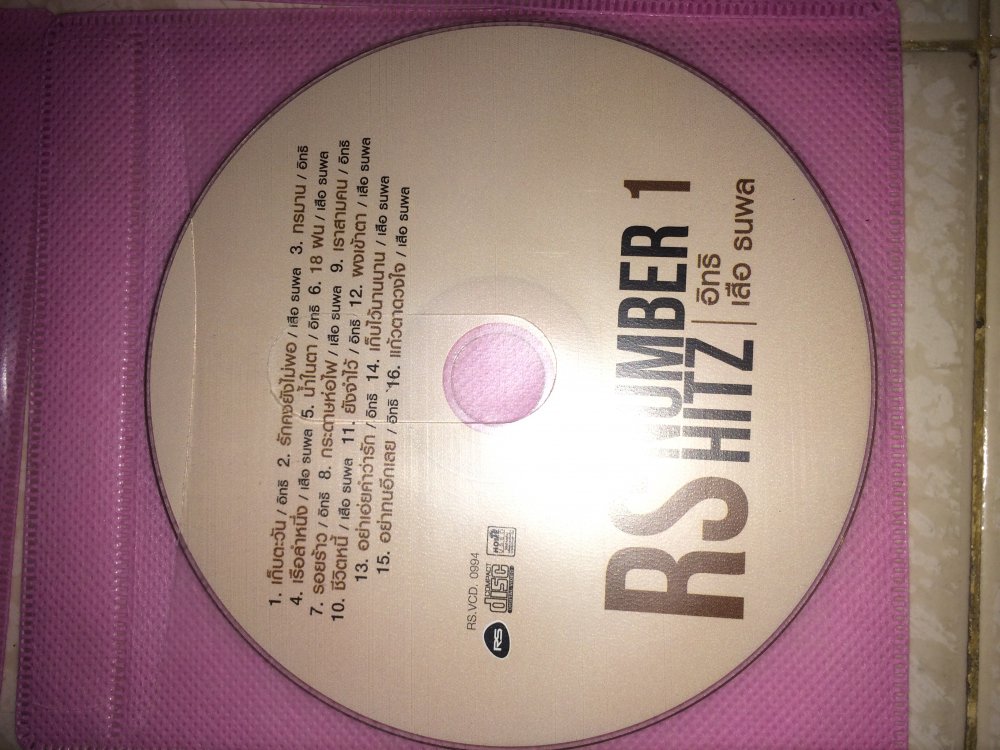 RS NUMBER 1
HITZ | อิทธิ
เสือ ธนพล
RS.VCD. 0994
RS
COMPACT
disc
1. เก็บตะวัน / อิทธิ 2. รักคงยังไม่พอ / เสือ ธนพล 3. ทรมาน / อิทธิ
4. เรือลำหนึ่ง / เสือ ธนพล 5. น้ำในตา / อิทธิ 6. 18 ฝน / เสือ ธนพล
7. รอยร้าว / อิทธิ 8. กระดาษห่อไฟ / เสือ ธนพล 9. เราสามคน / อิทธิ
10. ชีวิตหนี้ / เสือ ธนพล 11. ยังจำไว้ / อิทธิ 12. ผงเข้าตา / เสือ ธนพล
13. อย่าเอ่ยคำว่ารัก / อิทธิ 14. เก็บไว้นานนาน / เสือ ธนพล
15. อย่าทนอีกเลย / อิทธิ 16. แก้วตาดวงใจ / เสือ ธนพล